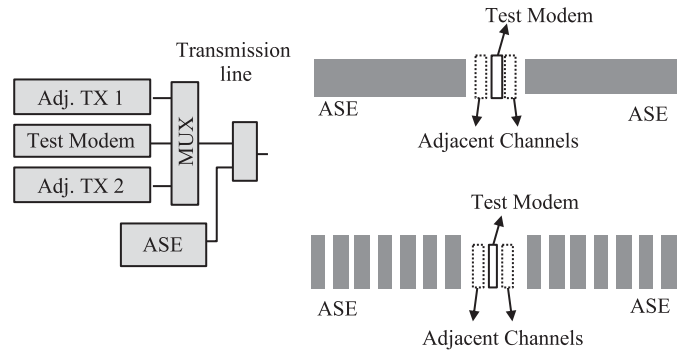 Transmission
line
Adj. TX 1
Test Modem
Adj. TX 2
MUX
ASE
Test Modem
ASE
ASE
Adjacent Channels
Test Modem
ASE
ASE
Adjacent Channels